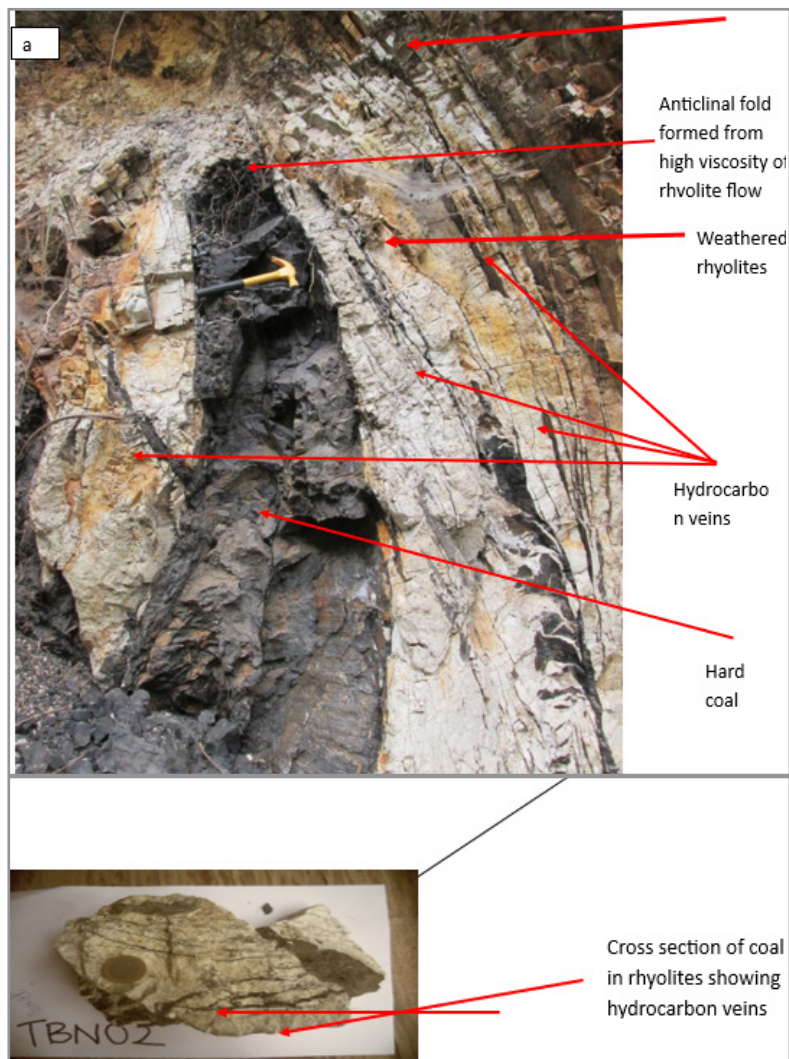 a
Anticlinal fold
formed from
high viscosity of
rhvolite flow
Weathered
rhyolites
Hydrocarbo
n veins
Hard
coal
Cross section of coal
in rhyolites showing
hydrocarbon veins
TBN02